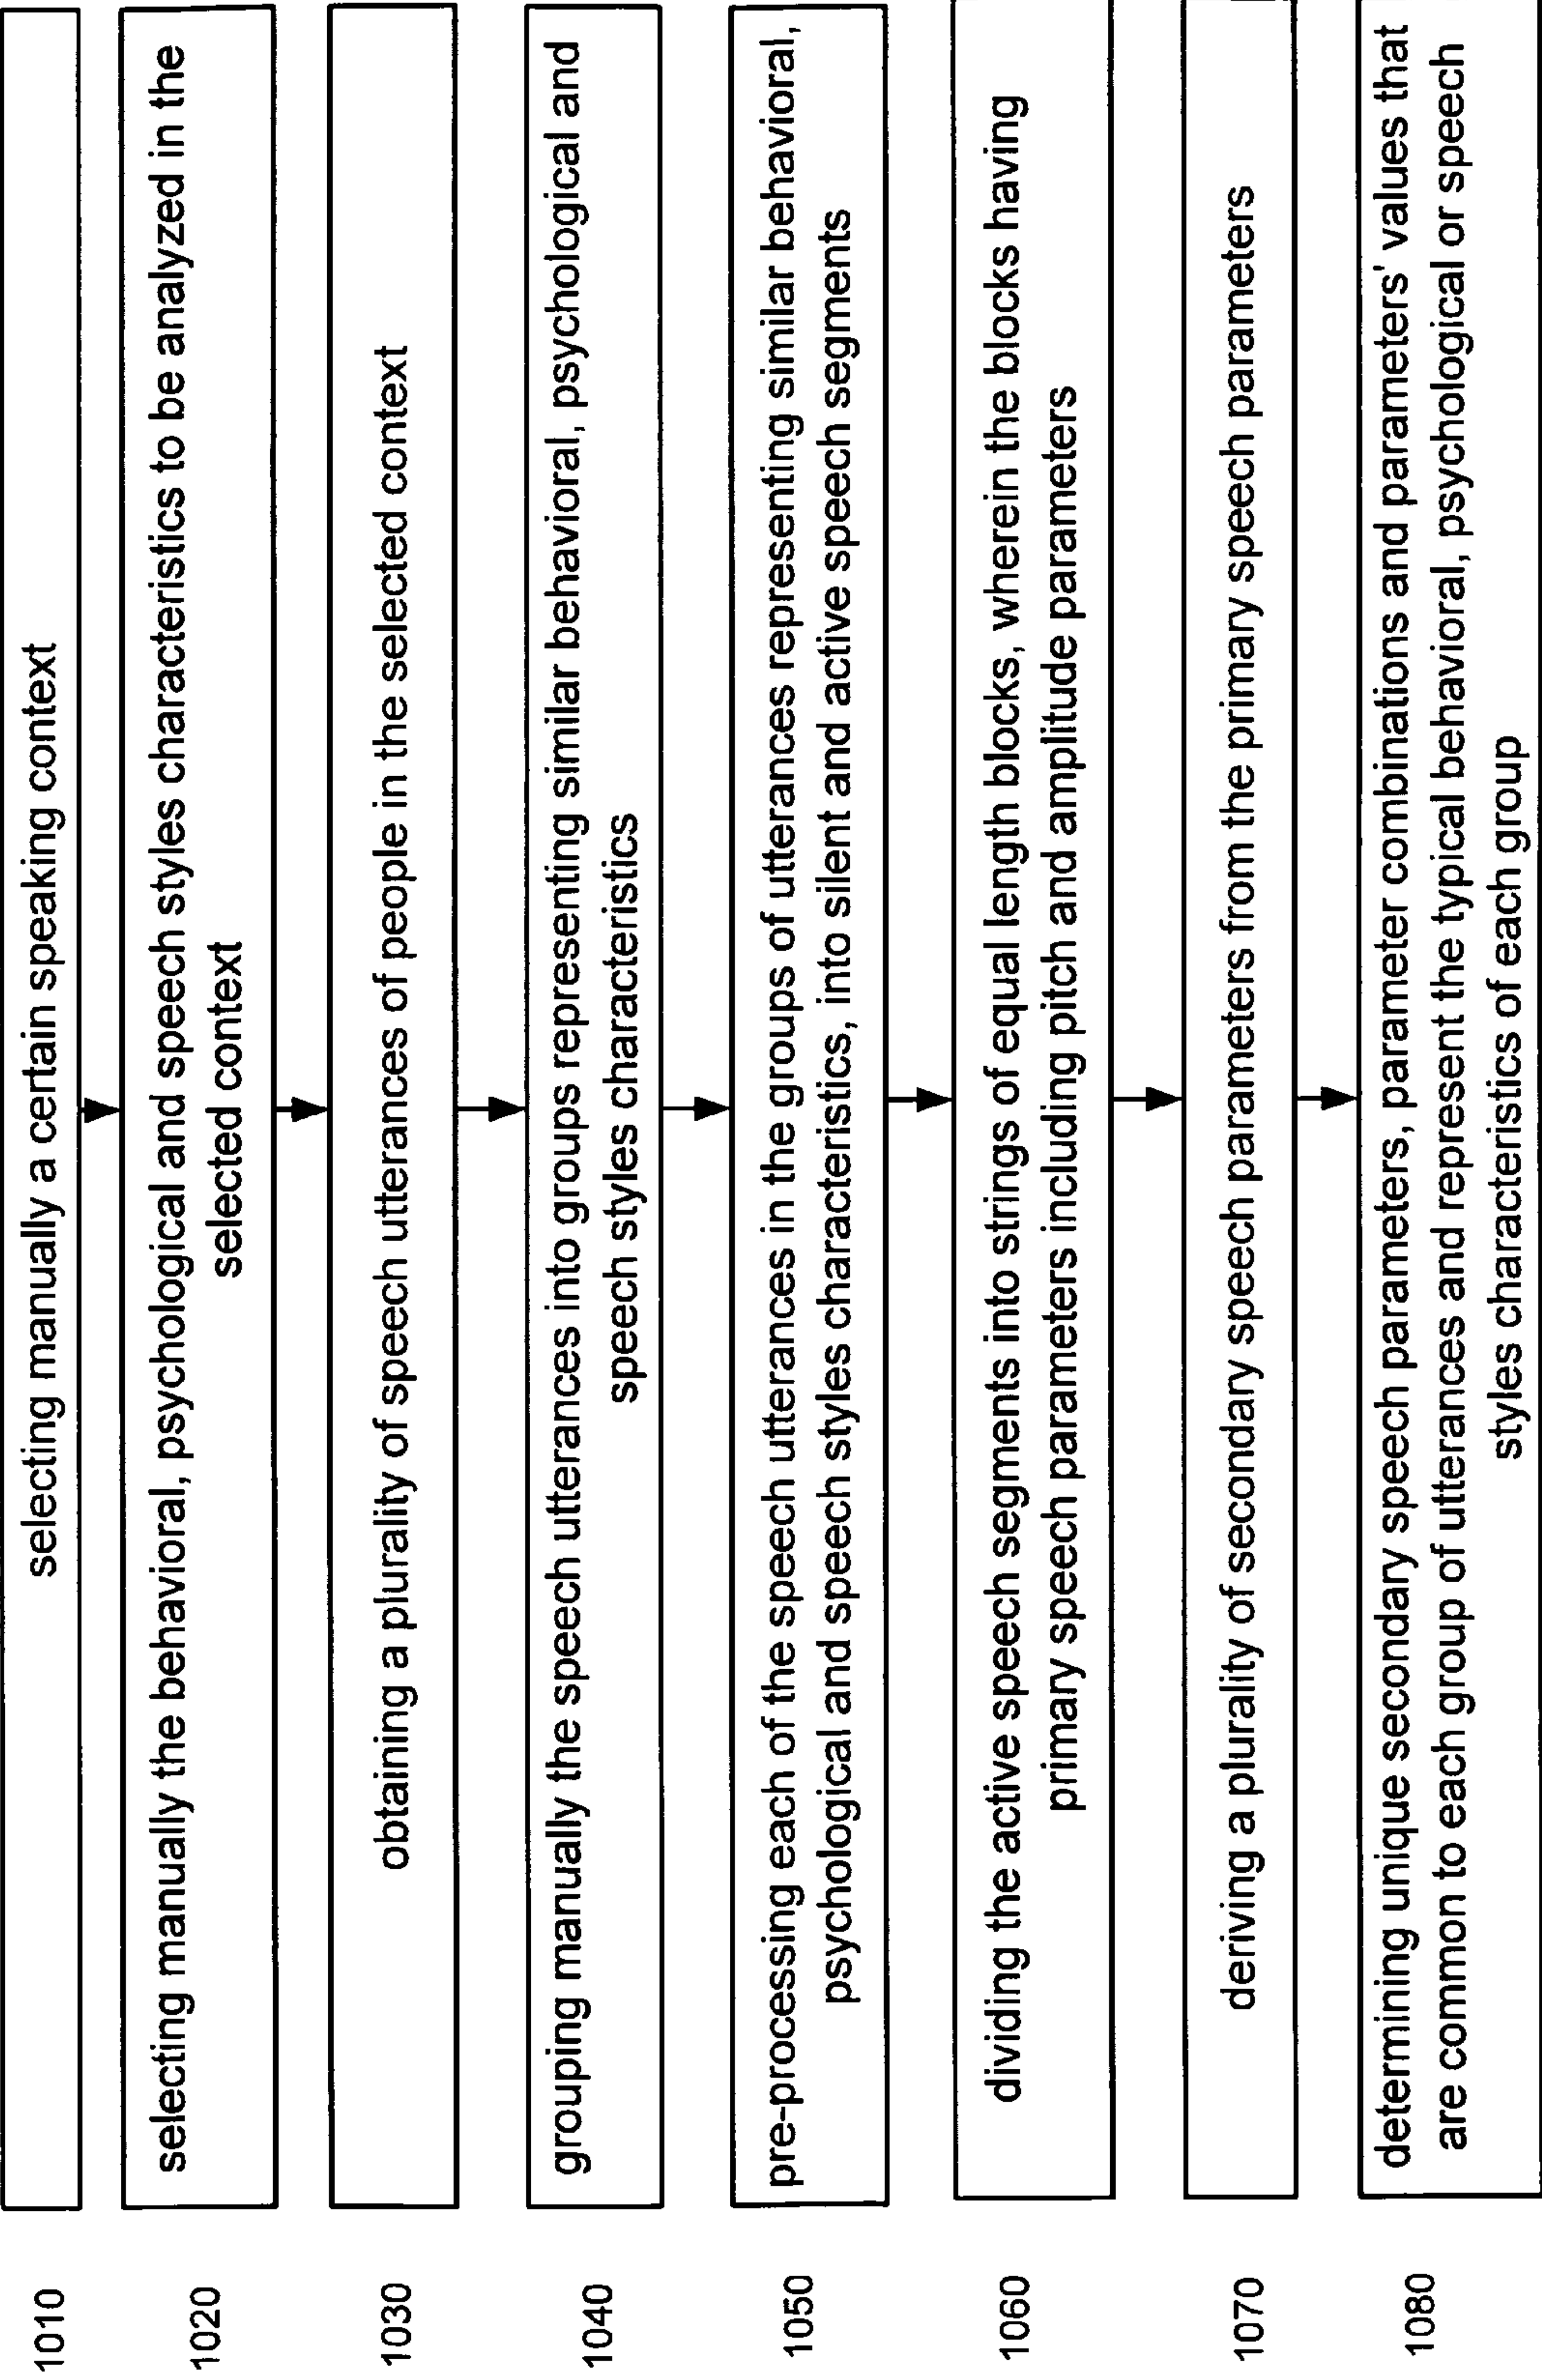 1010
selecting manually a certain speaking context
1020
selecting manually the behavioral, psychological and speech styles characteristics to be analyzed in the
selected context
1030
obtaining a plurality of speech utterances of people in the selected context
1040
grouping manually the speech utterances into groups representing similar behavioral, psychological and
speech styles characteristics
1050
pre-processing each of the speech utterances in the groups of utterances representing similar behavioral,
psychological and speech styles characteristics, into silent and active speech segments
1060
dividing the active speech segments into strings of equal length blocks, wherein the blocks having
primary speech parameters including pitch and amplitude parameters
1070
deriving a plurality of secondary speech parameters from the primary speech parameters
1080
determining unique secondary speech parameters, parameter combinations and parameters' values that
are common to each group of utterances and represent the typical behavioral, psychological or speech
styles characteristics of each group